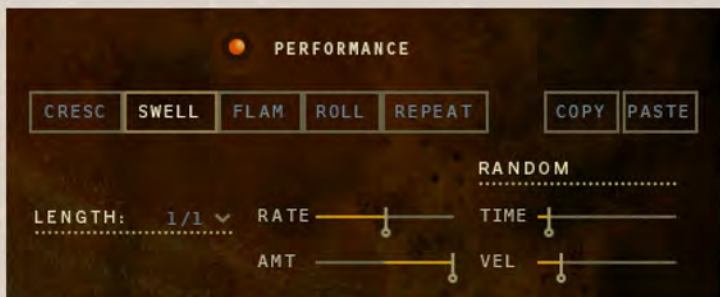 PERFORMANCE
CRESC SWELL FLAM ROLL REPEAT COPY PASTE
RANDOM
LENGTH: 1/1 RATE TIME
AMT VEL